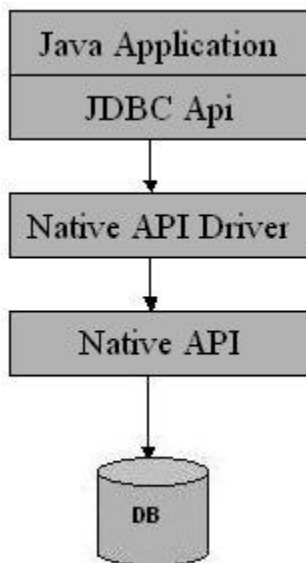 Java Application
JDBC Api
Native API Driver
Native API
DB